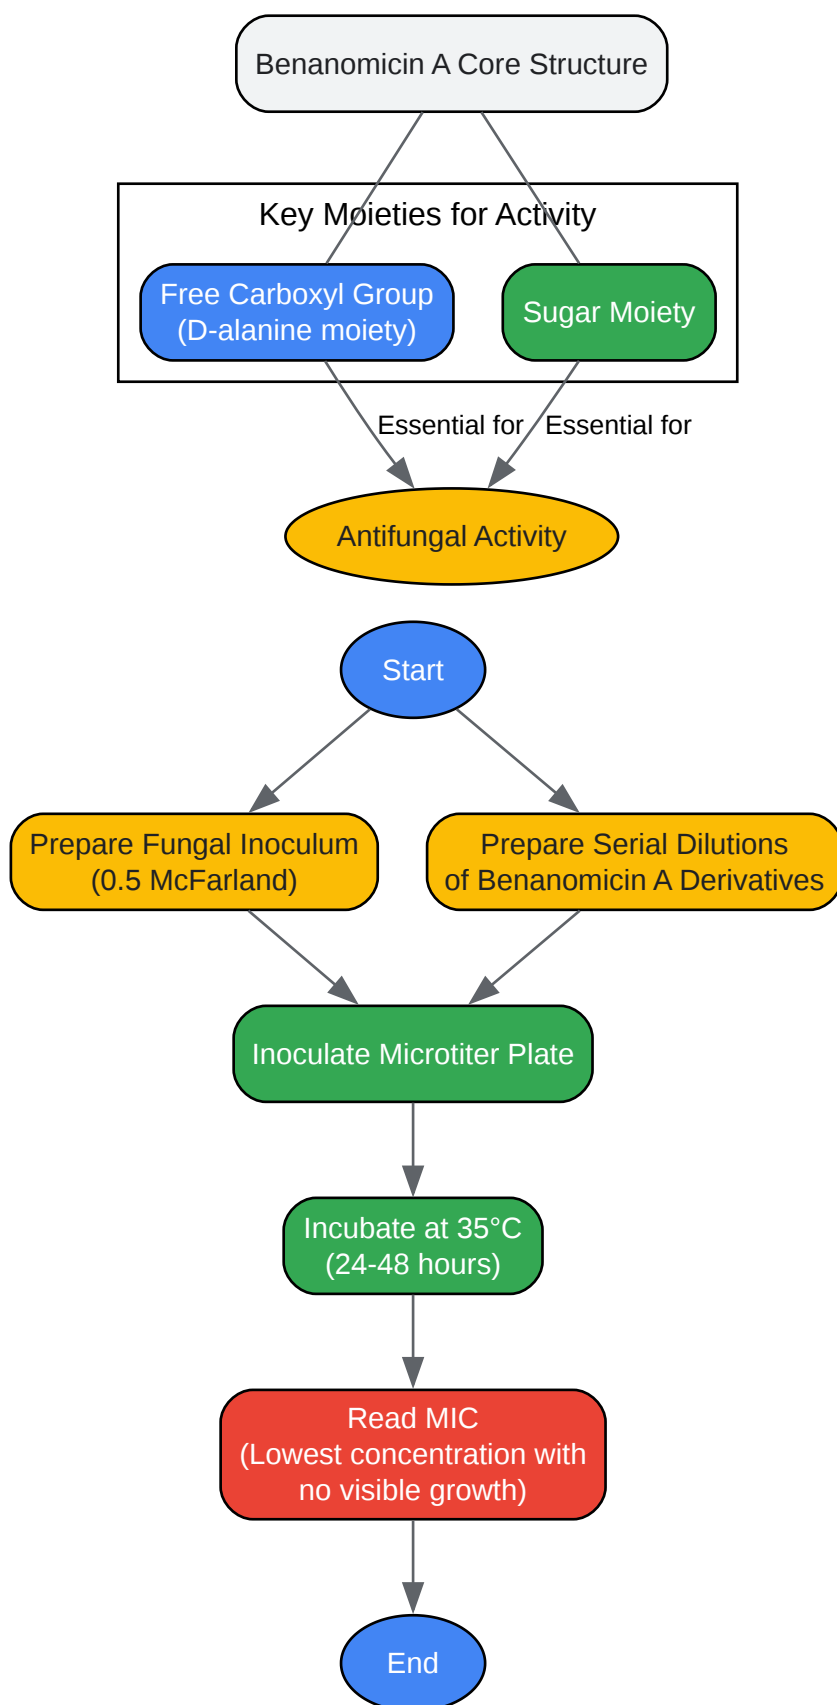 Benanomicin A Core Structure
Key Moieties for Activity
Free Carboxyl Group
(D-alanine moiety)
Sugar Moiety
Essential for
Essential for
Antifungal Activity
Start
Prepare Fungal Inoculum
(0.5 McFarland)
Prepare Serial Dilutions
of Benanomicin A Derivatives
Inoculate Microtiter Plate
Incubate at 35°C
(24-48 hours)
Read MIC
(Lowest concentration with
no visible growth)
End